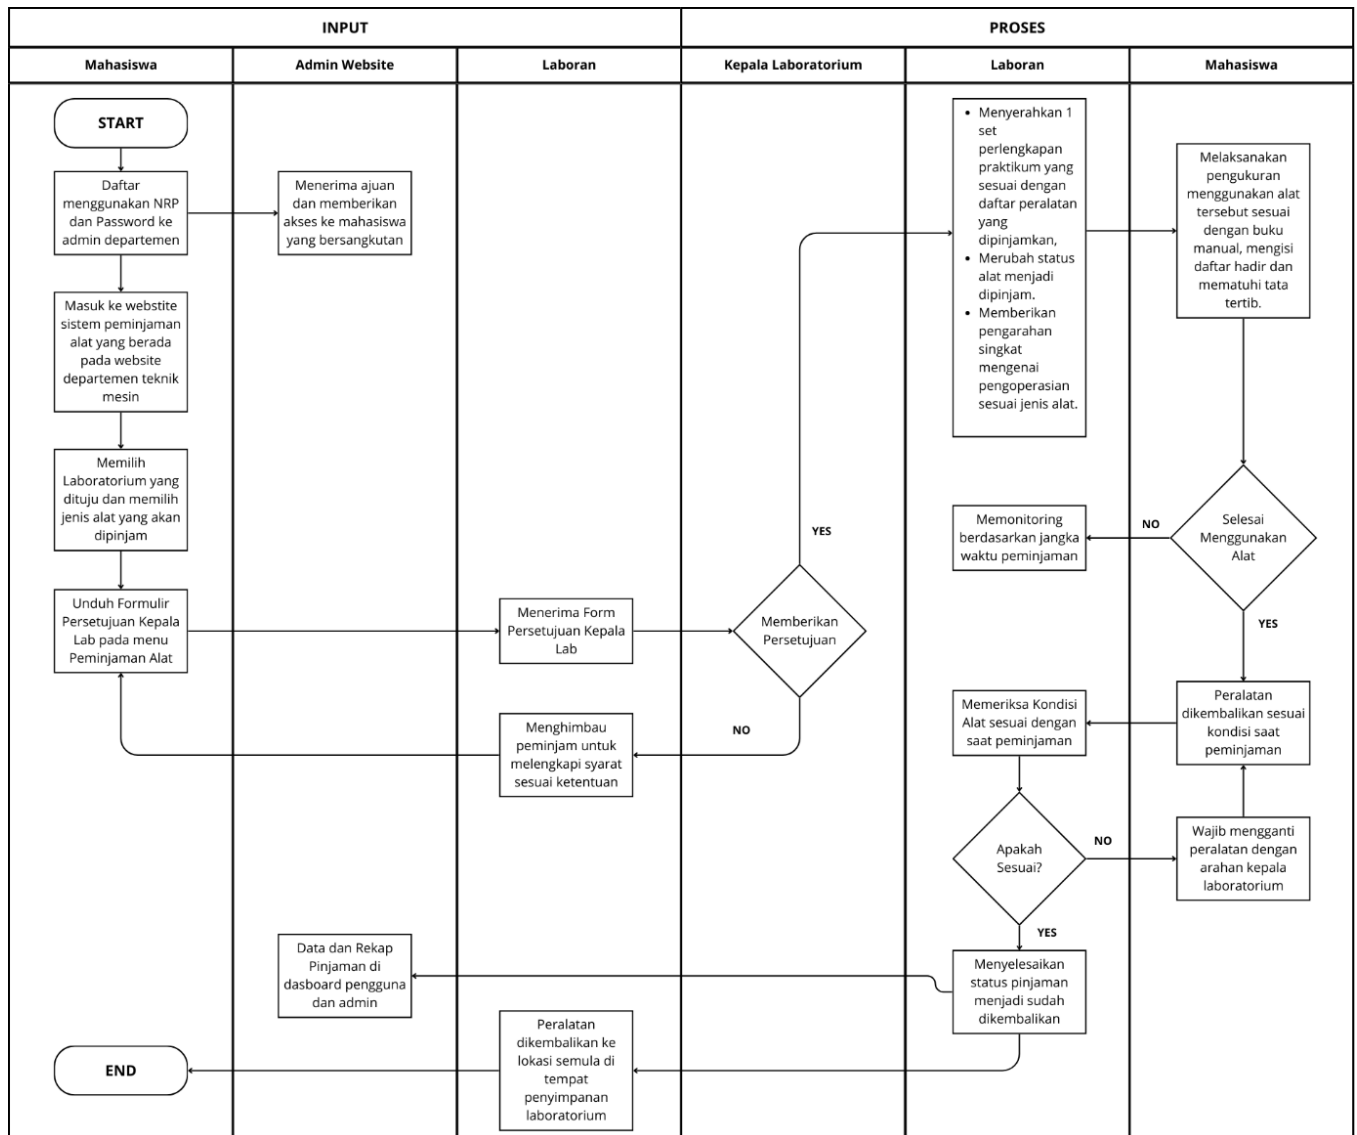 INPUT
PROSES
Mahasiswa
Admin Website
Laboran
Kepala Laboratorium
Laboran
Mahasiswa
START
Daftar
menggunakan NRP
dan Password ke
admin departemen
Menerima ajuan
dan memberikan
akses ke mahasiswa
yang bersangkutan
Masuk ke webstite
sistem peminjaman
alat yang berada
pada website
departemen teknik
mesin
Memilih
Laboratorium yang
dituju dan memilih
jenis alat yang akan
dipinjam
Unduh Formulir
Persetujuan Kepala
Lab pada menu
Peminjaman Alat
Menerima Form
Persetujuan Kepala
Lab
Memberikan
Persetujuan
YES
NO
Menghimbau
peminjam untuk
melengkapi syarat
sesuai ketentuan
• Menyerahkan 1
set
perlengkapan
praktikum yang
sesuai dengan
daftar peralatan
yang
dipinjamkan,
• Merubah status
alat menjadi
dipinjam.
• Memberikan
pengarahan
singkat
mengenai
pengoperasian
sesuai jenis alat.
Melaksanakan
pengukuran
menggunakan alat
tersebut sesuai
dengan buku
manual, mengisi
daftar hadir dan
mematuhi tata
tertib.
Selesai
Menggunakan
Alat
NO
Memonitoring
berdasarkan jangka
waktu peminjaman
YES
Peralatan
dikembalikan sesuai
kondisi saat
peminjaman
Memeriksa Kondisi
Alat sesuai dengan
saat peminjaman
Apakah
Sesuai?
NO
Wajib mengganti
peralatan dengan
arahan kepala
laboratorium
YES
Menyelesaikan
status pinjaman
menjadi sudah
dikembalikan
Data dan Rekap
Pinjaman di
dasboard pengguna
dan admin
Peralatan
dikembalikan ke
lokasi semula di
tempat
penyimpanan
laboratorium
END